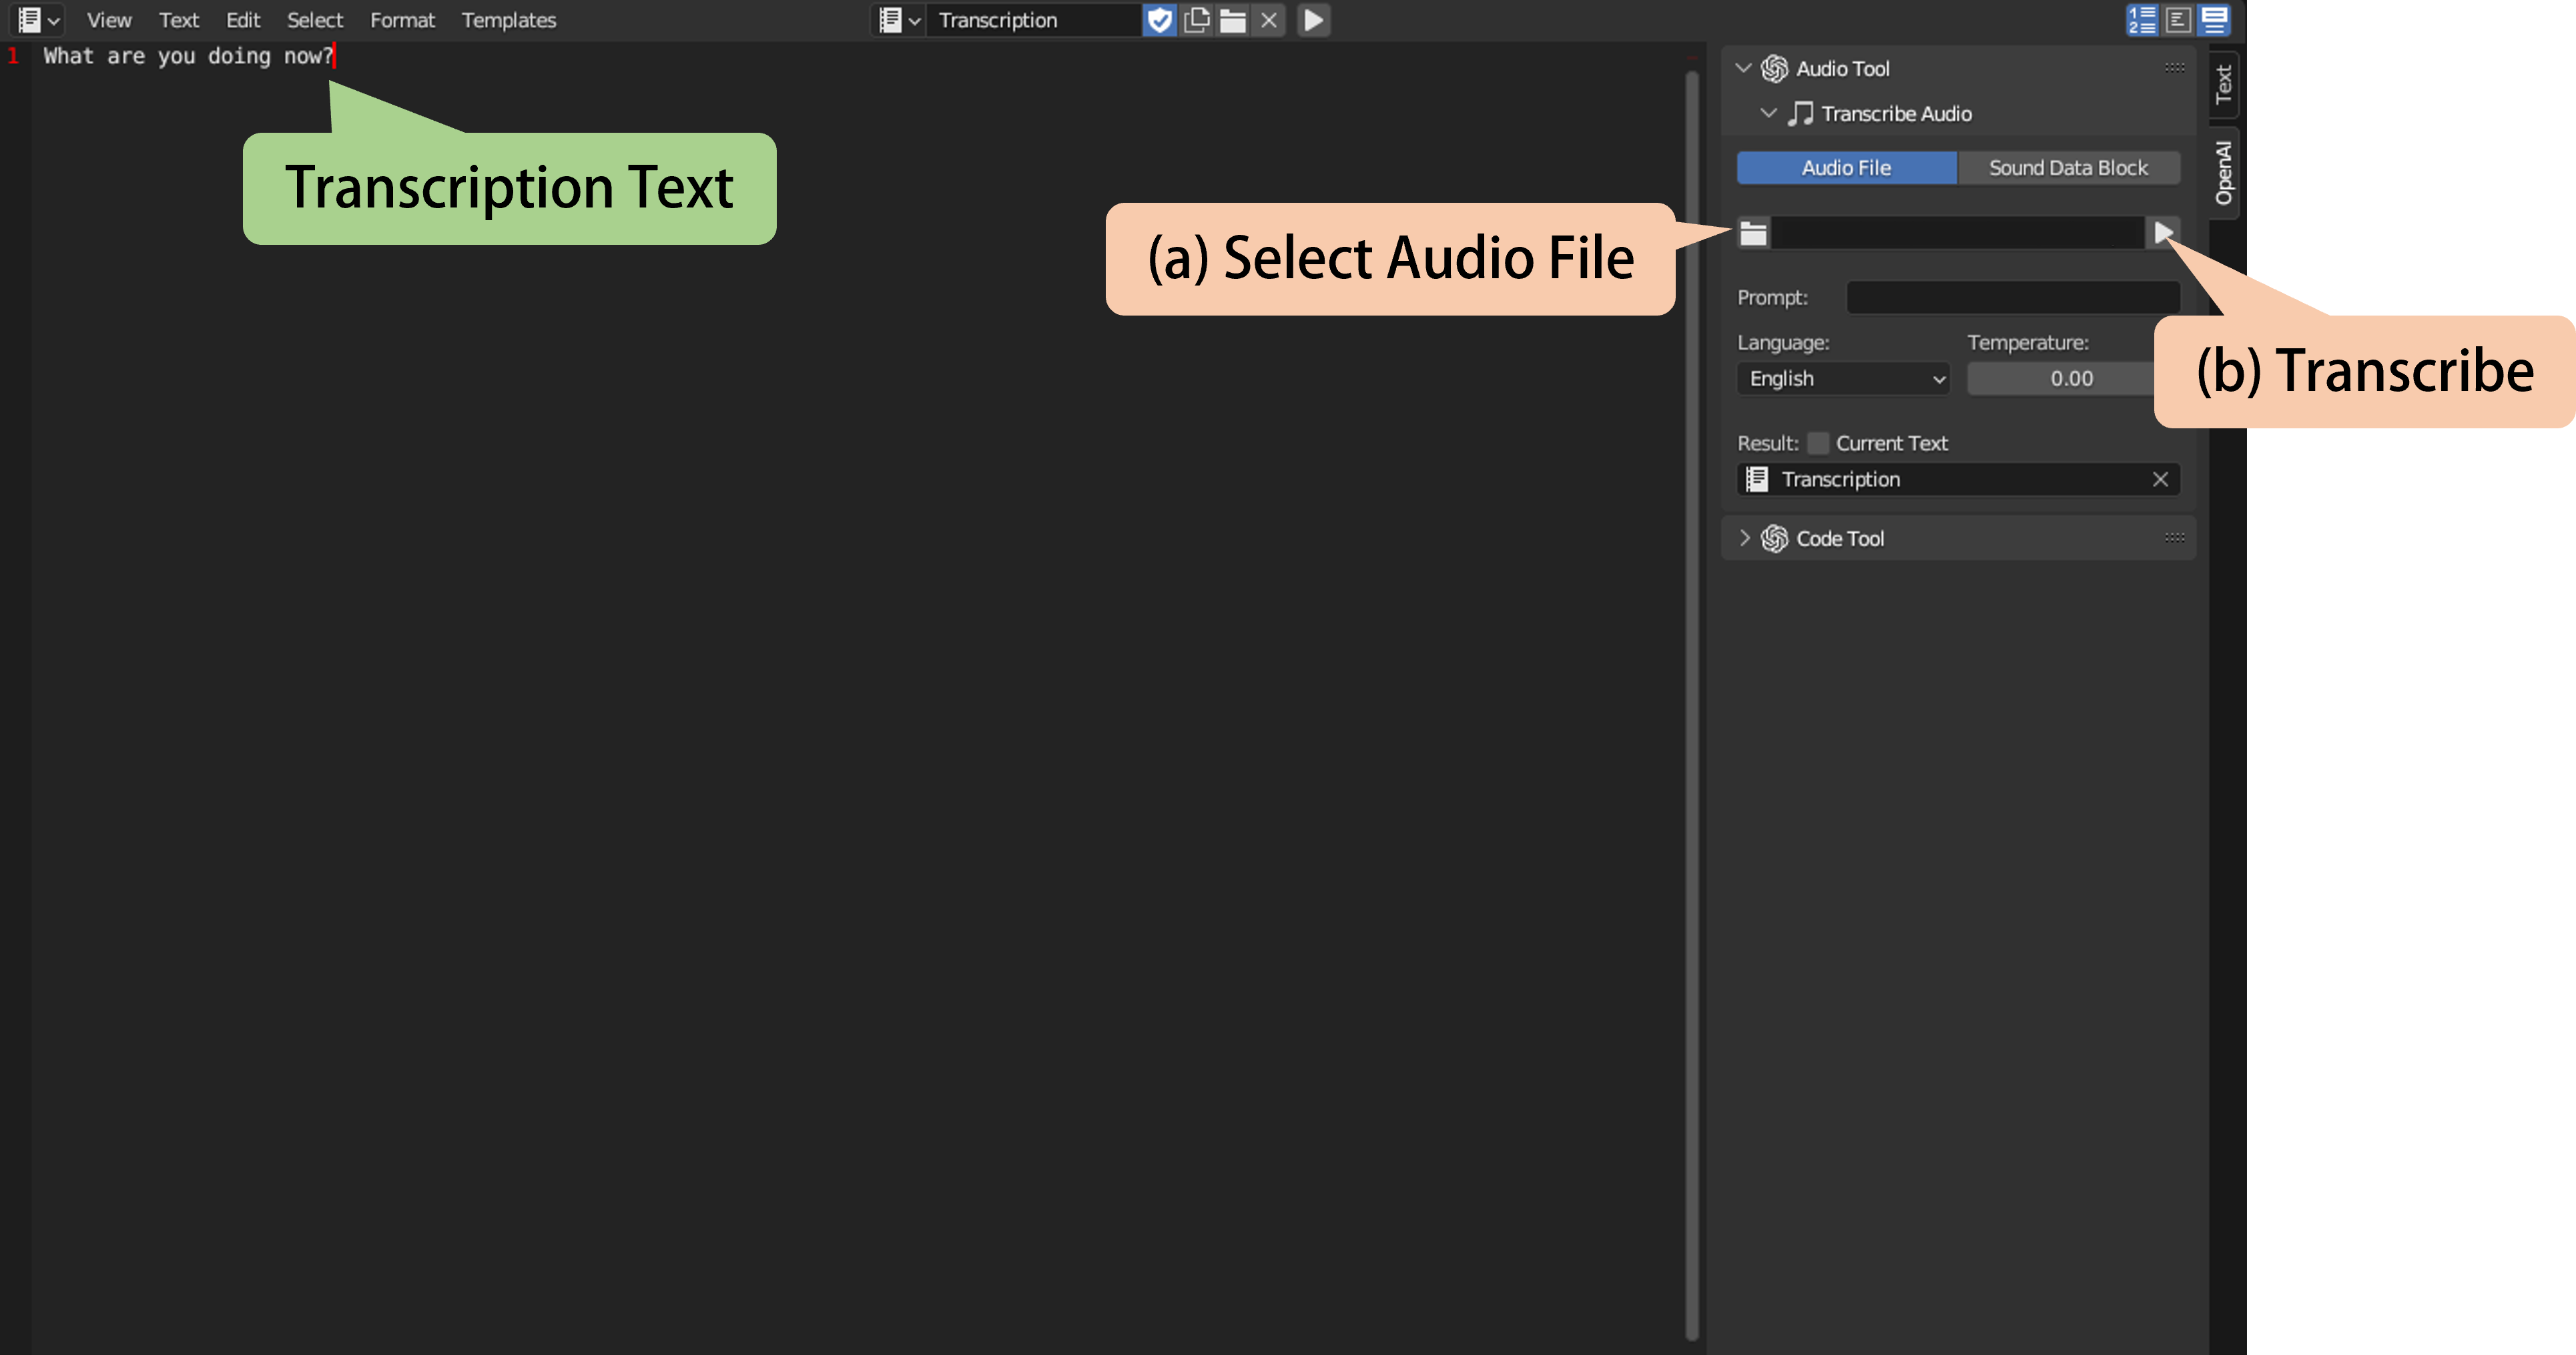 View Text Edit Select Format Templates Transcription
1 What are you doing now?
Transcription Text
Audio Tool
Transcribe Audio
Audio File Sound Data Block
(a) Select Audio File
Prompt:
Language: Temperature:
English 0.00
(b) Transcribe
Result: Current Text
Transcription
Code Tool
Text
OpenAI